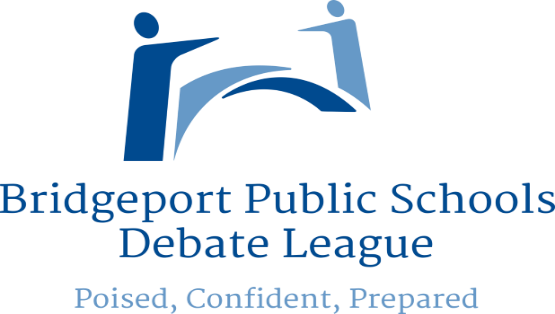 Bridgeport Public Schools
Debate League
Poised, Confident, Prepared